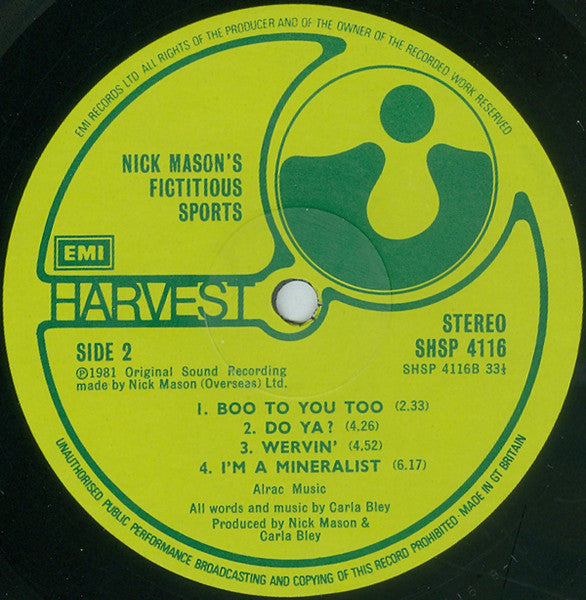 EMI RECORDS LTD ALL RIGHTS OF THE PRODUCER AND OF THE OWNER OF THE RECORDED WORK RESERVED
NICK MASON'S
FICTITIOUS
SPORTS
EMI
HARVEST
SIDE 2
℗1981 Original Sound Recording
made by Nick Mason (Overseas) Ltd.
STEREO
SHSP 4116
SHSP 4116B 33⅓
1. BOO TO YOU TOO (2.33)
2. DO YA? (4.26)
3. WERVIN' (4.52)
4. I'M A MINERALIST (6.17)
Alrac Music
All words and music by Carla Bley
Produced by Nick Mason &
Carla Bley
UNAUTHORISED PUBLIC PERFORMANCE BROADCASTING AND COPYING OF THIS RECORD PROHIBITED·MADE IN GT BRITAIN